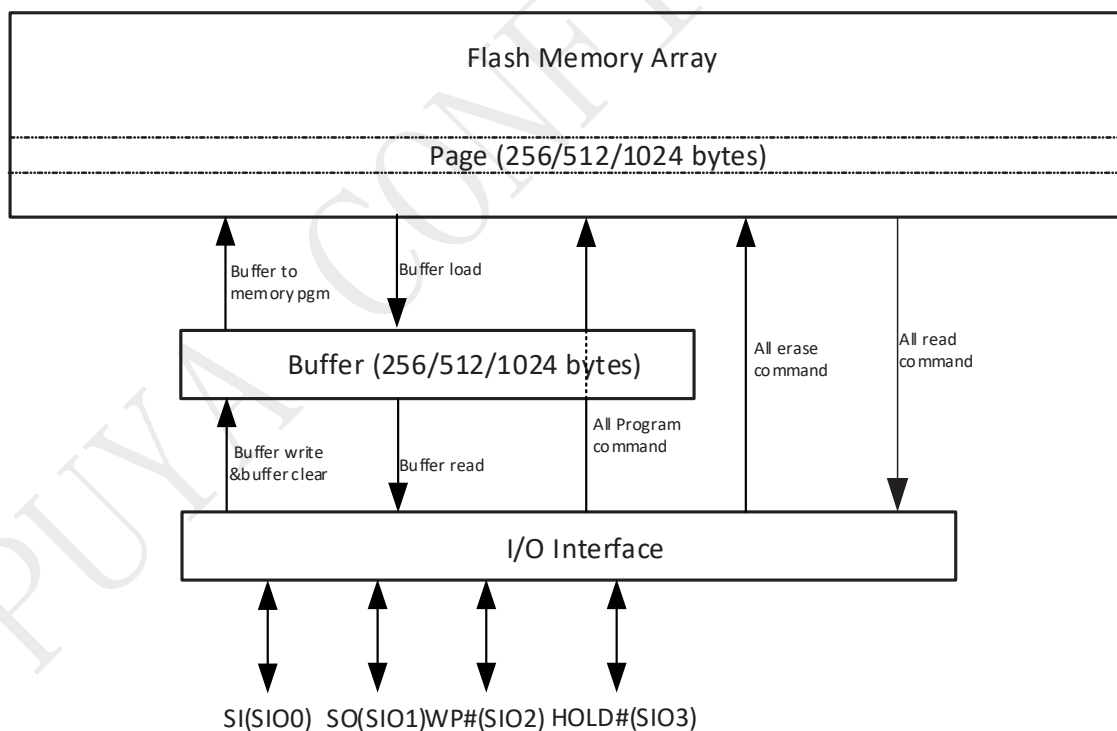 Flash Memory Array
Page (256/512/1024 bytes)
Buffer to
memory pgm
Buffer load
All erase
command
All read
command
Buffer (256/512/1024 bytes)
Buffer write
&buffer clear
Buffer read
All Program
command
I/O Interface
SI(SIO0) SO(SIO1)WP#(SIO2) HOLD#(SIO3)
PUYA CONF